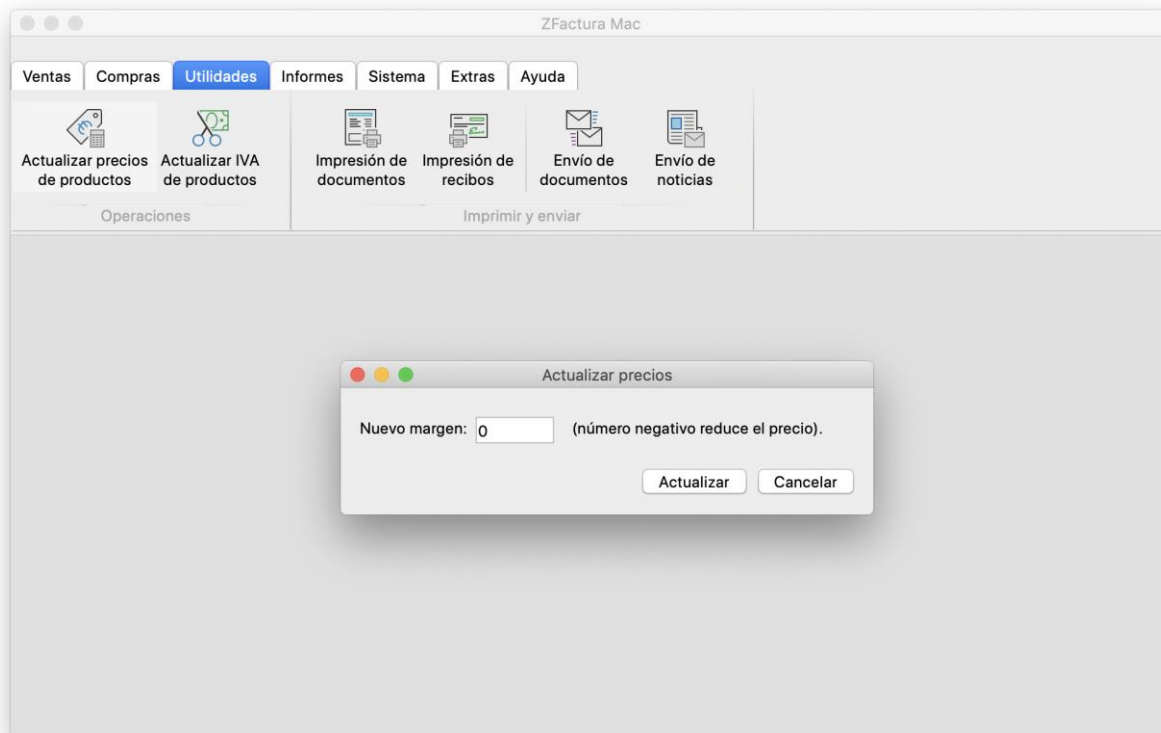 ZFactura Mac
Ventas Compras Utilidades Informes Sistema Extras Ayuda
Actualizar precios Actualizar IVA Impresión de Impresión de Envío de Envío de
de productos de productos documentos recibos documentos noticias
Operaciones Imprimir y enviar
Actualizar precios
Nuevo margen: 0 (número negativo reduce el precio).
Actualizar Cancelar